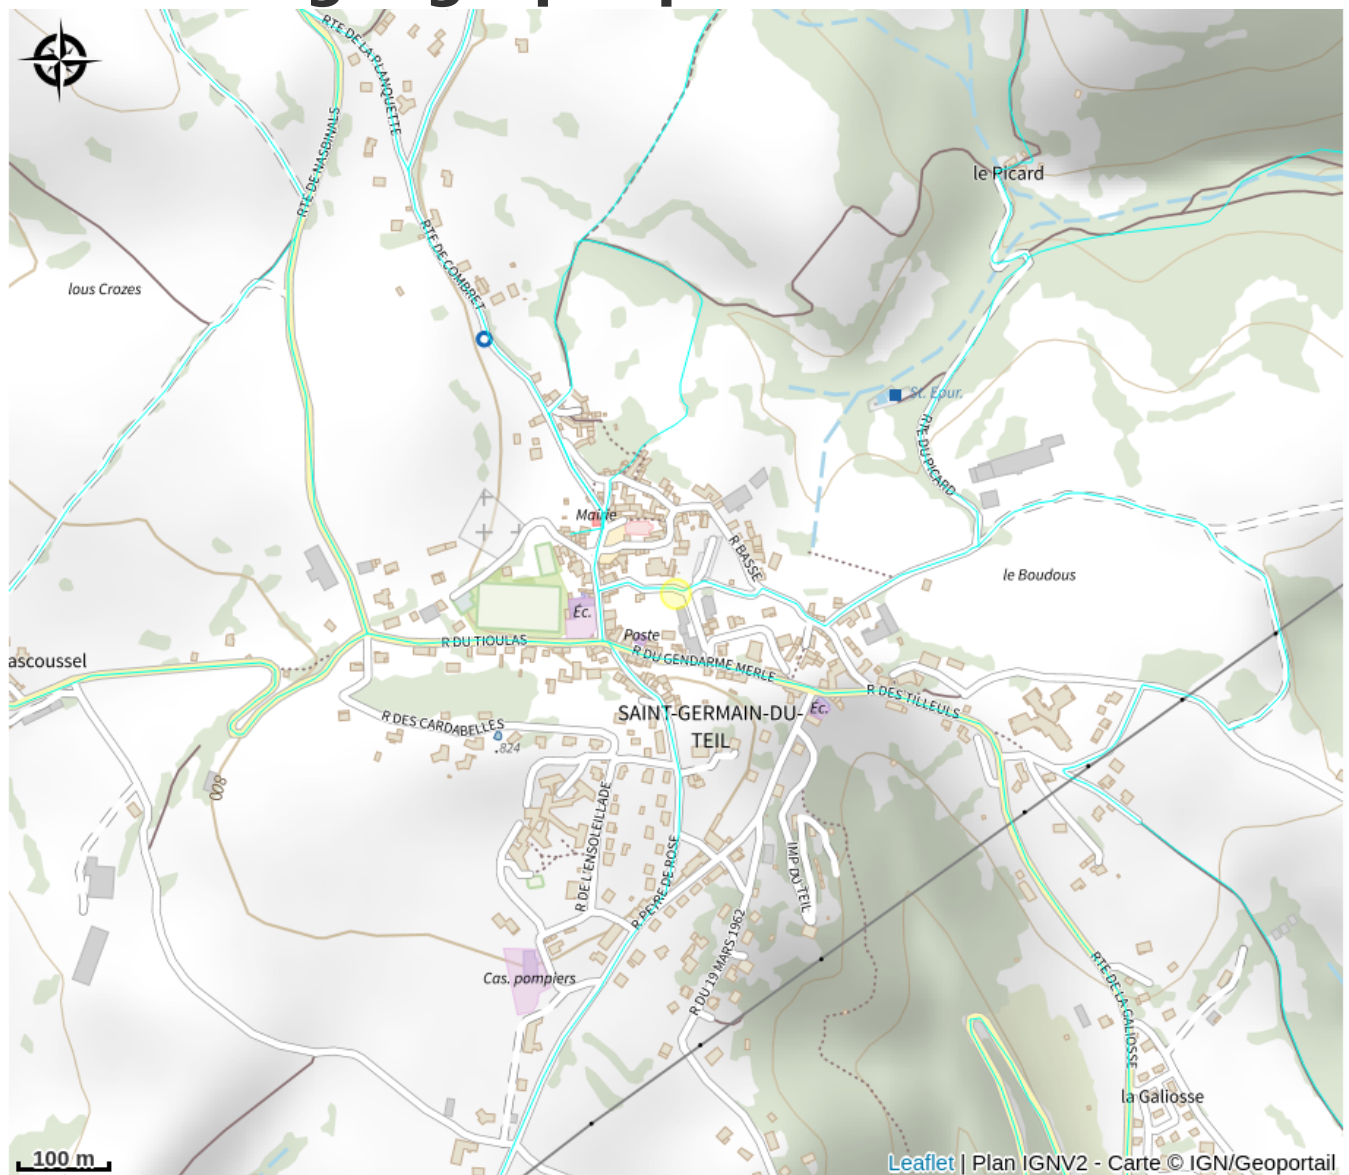 RTE DE LA PLANQUETTE
RTE DE NASBINALS
le Picard
RTE DE COMBRET
lous Crozes
St. Epur.
RTE DU PICARD
Mairie
R BASSE
le Boudous
Éc.
Poste
R DU TIOULAS
R DU GENDARME MERLE
ascoussel
R DES TILLEULS
Éc.
SAINT-GERMAIN-DU-
TEIL
R DES CARDABELLES
.824
800
R DE L'ENSOLEILLADE
R PEYRE DE ROSE
IMP DU TEIL
R DU 19 MARS 1962
Cas. pompiers
RTE DE LA GALIOSSE
la Galiosse
100 m
Leaflet | Plan IGNV2 - Carte © IGN/Geoportail